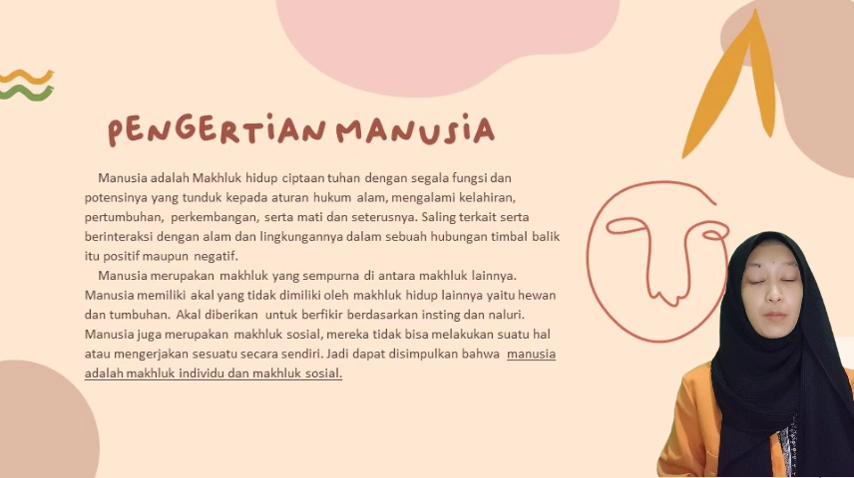 PENGERTIAN MANUSIA
Manusia adalah Makhluk hidup ciptaan tuhan dengan segala fungsi dan
potensinya yang tunduk kepada aturan hukum alam, mengalami kelahiran,
pertumbuhan, perkembangan, serta mati dan seterusnya. Saling terkait serta
berinteraksi dengan alam dan lingkungannya dalam sebuah hubungan timbal balik
itu positif maupun negatif.
Manusia merupakan makhluk yang sempurna di antara makhluk lainnya.
Manusia memiliki akal yang tidak dimiliki oleh makhluk hidup lainnya yaitu hewan
dan tumbuhan. Akal diberikan untuk berfikir berdasarkan insting dan naluri.
Manusia juga merupakan makhluk sosial, mereka tidak bisa melakukan suatu hal
atau mengerjakan sesuatu secara sendiri. Jadi dapat disimpulkan bahwa manusia
adalah makhluk individu dan makhluk sosial.